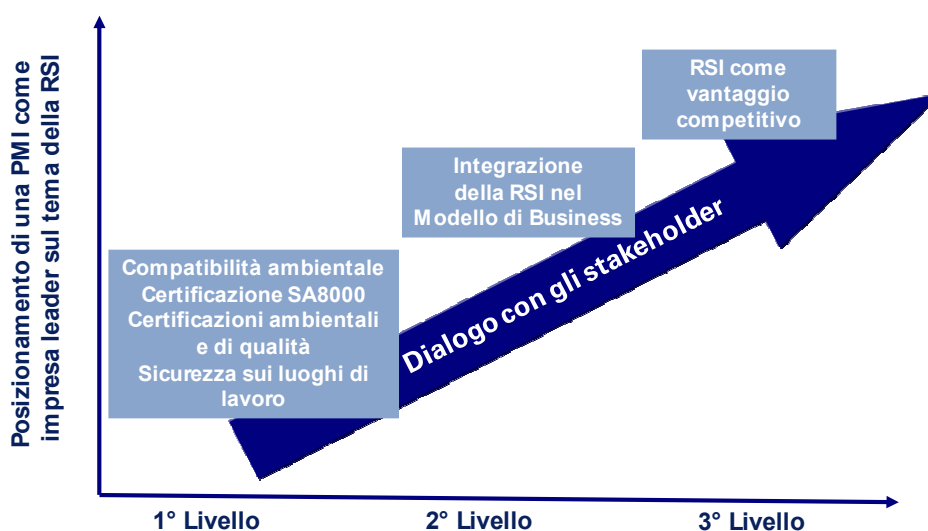 Posizionamento di una PMI come
impresa leader sul tema della RSI
RSI come
vantaggio
competitivo
Integrazione
della RSI nel
Modello di Business
Compatibilità ambientale
Certificazione SA8000
Certificazioni ambientali
e di qualità
Sicurezza sui luoghi di
lavoro
Dialogo con gli stakeholder
1° Livello
2° Livello
3° Livello